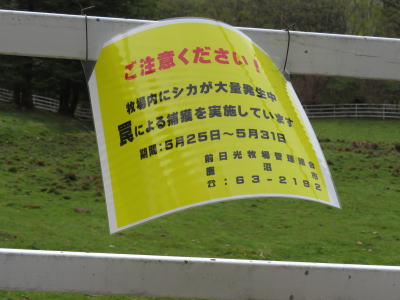 ご注意ください!
牧場内にシカが大量発生中
罠による捕獲を実施しています
期間:5月25日~5月31日
前日光牧場管理組合
鹿沼市
☎:63-2192